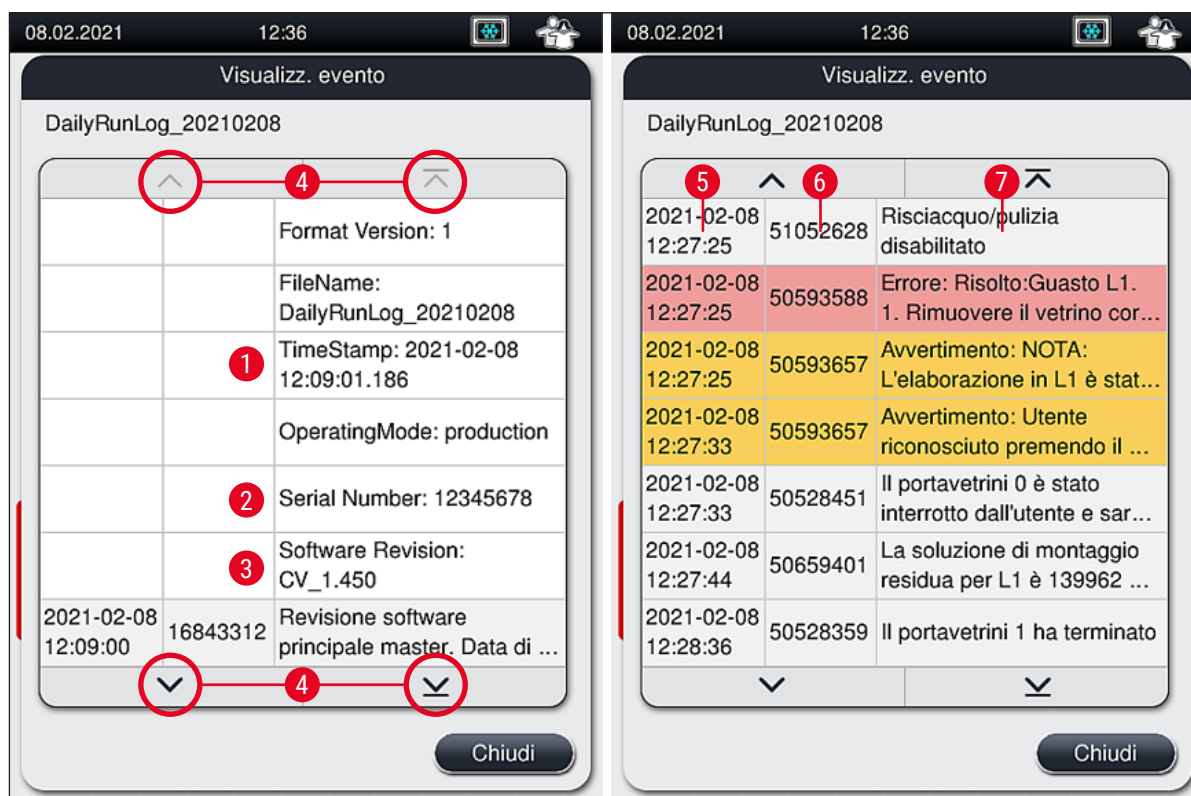 08.02.2021 12:36
Visualizz. evento
DailyRunLog_20210208
4
Format Version: 1
FileName:
DailyRunLog_20210208
1
TimeStamp: 2021-02-08
12:09:01.186
OperatingMode: production
2
Serial Number: 12345678
3
Software Revision:
CV_1.450
2021-02-08
12:09:00
16843312
Revisione software
principale master. Data di ...
4
Chiudi
08.02.2021 12:36
Visualizz. evento
DailyRunLog_20210208
5 6 7
2021-02-08
12:27:25
51052628
Risciacquo/pulizia
disabilitato
2021-02-08
12:27:25
50593588
Errore: Risolto:Guasto L1.
1. Rimuovere il vetrino cor...
2021-02-08
12:27:25
50593657
Avvertimento: NOTA:
L'elaborazione in L1 è stat...
2021-02-08
12:27:33
50593657
Avvertimento: Utente
riconosciuto premendo il ...
2021-02-08
12:27:33
50528451
Il portavetrini 0 è stato
interrotto dall'utente e sar...
2021-02-08
12:27:44
50659401
La soluzione di montaggio
residua per L1 è 139962 ...
2021-02-08
12:28:36
50528359
Il portavetrini 1 ha terminato
Chiudi